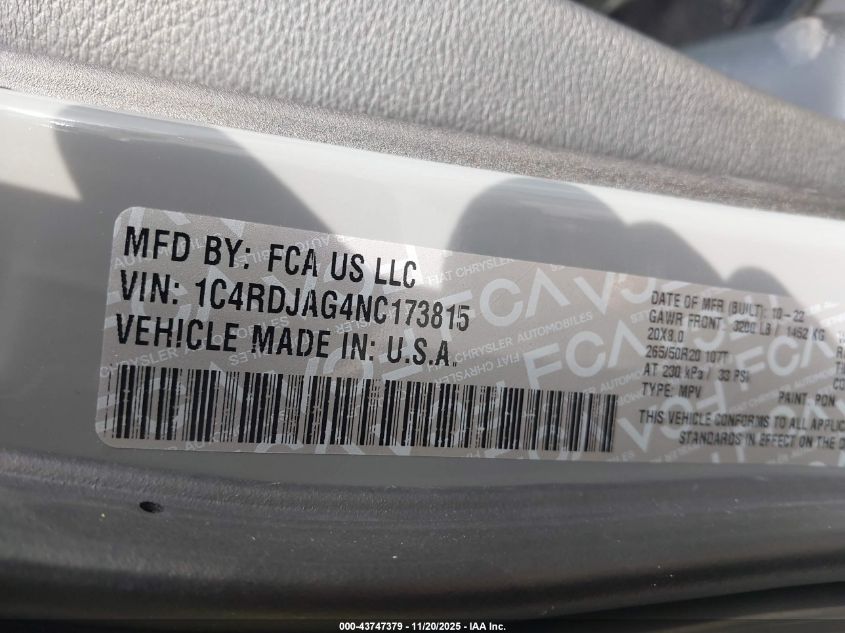 MFD BY: FCA US LLC
VIN: 1C4RDJAG4NC173815
VEHICLE MADE IN: U.S.A.
DATE OF MFR (BUILT): 10-22
GAWR FRONT: 3200 LB / 1452 KG
20X8.0
265/50R20 107T
AT 230 kPa / 33 PSI
TYPE: MPV
PAINT: PDN
THIS VEHICLE CONFORMS TO ALL APPLIC
STANDARDS IN EFFECT ON THE D
000-43747379 - 11/20/2025 - IAA Inc.